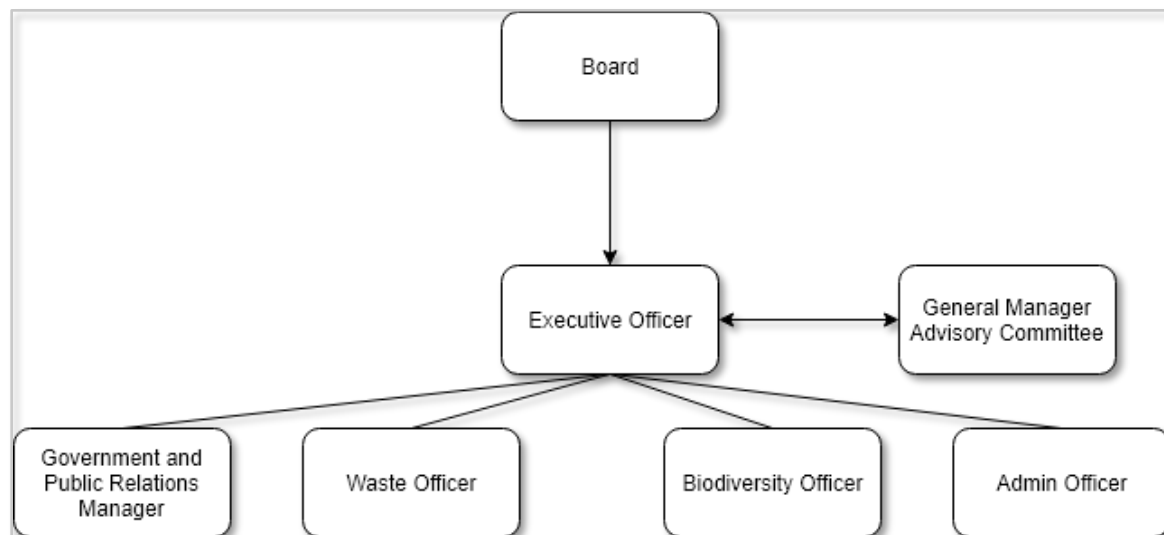 Board
Executive Officer
General Manager
Advisory Committee
Government and
Public Relations
Manager
Waste Officer
Biodiversity Officer
Admin Officer